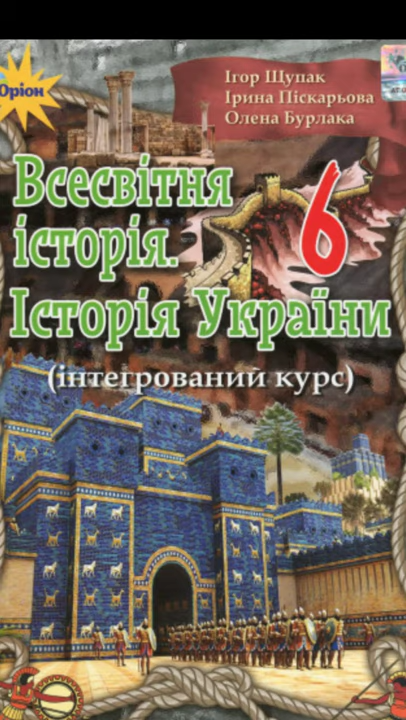 Оріон
Ігор Щупак
Ірина Піскарьова
Олена Бурлака
Всесвітня
історія.
6
Історія України
(інтегрований курс)